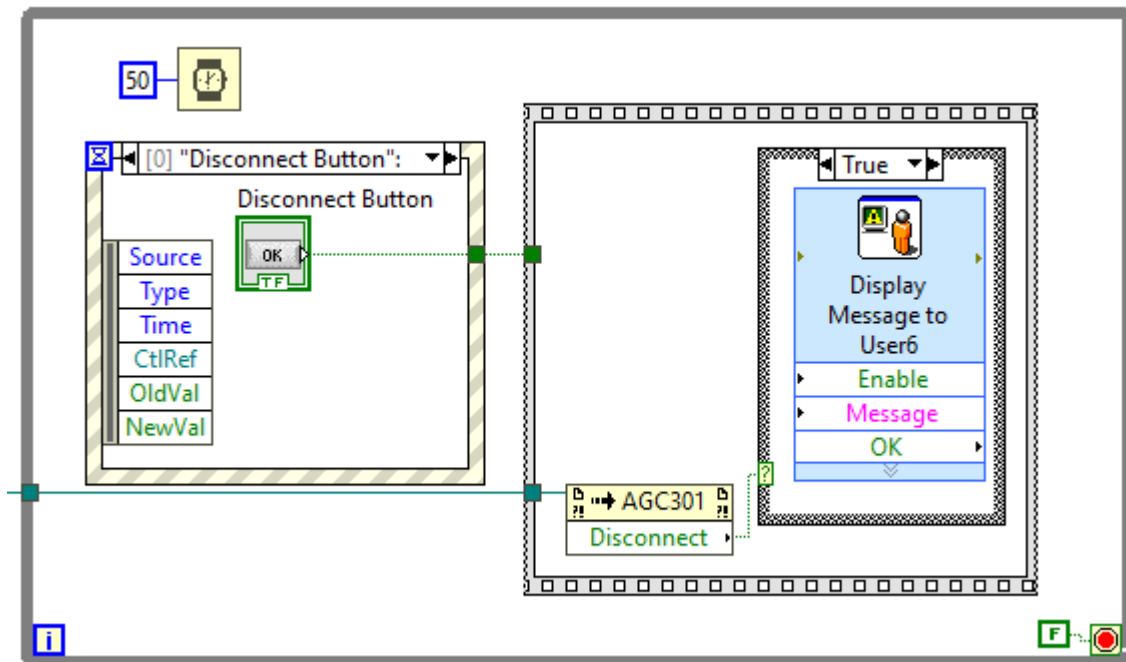 50
[0] "Disconnect Button":
Disconnect Button
OK
TF
Source
Type
Time
CtlRef
OldVal
NewVal
True
A
Display
Message to
User6
Enable
Message
OK
?
AGC301
?!
?!
Disconnect
i
F